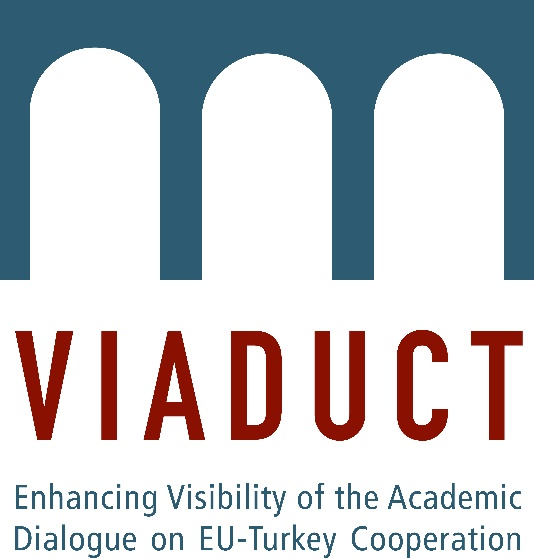 VIADUCT
Enhancing Visibility of the Academic
Dialogue on EU-Turkey Cooperation